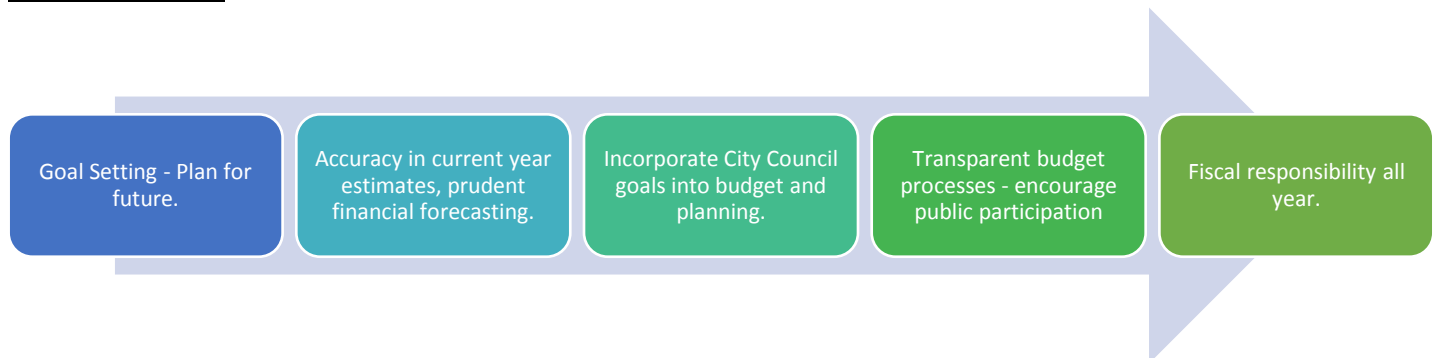 Goal Setting - Plan for
future.
Accuracy in current year
estimates, prudent
financial forecasting.
Incorporate City Council
goals into budget and
planning.
Transparent budget
processes - encourage
public participation
Fiscal responsibility all
year.